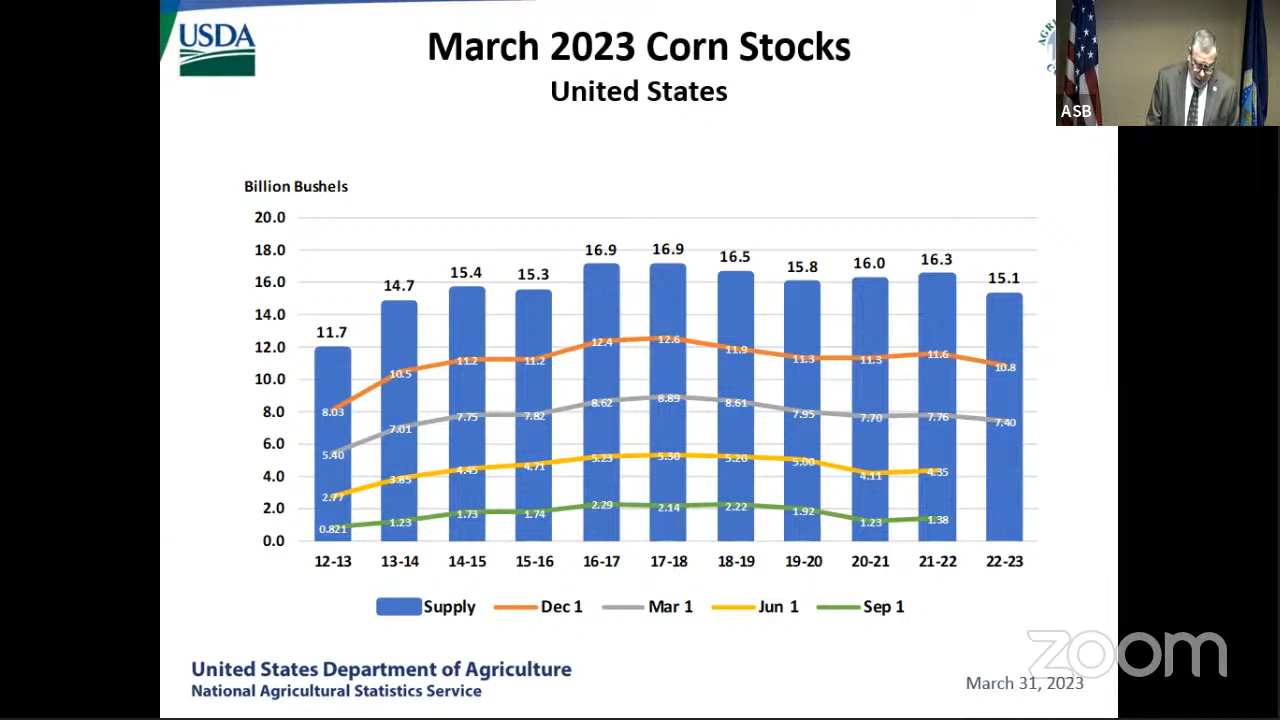 USDA
March 2023 Corn Stocks
United States
ASB
Billion Bushels
20.0
18.0
16.0
14.0
12.0
10.0
8.0
6.0
4.0
2.0
0.0
11.7 14.7 15.4 15.3 16.9 16.9 16.5 15.8 16.0 16.3 15.1
8.03 10.5 11.2 11.2 12.4 12.6 11.9 11.3 11.3 11.6 10.8
5.40 7.01 7.75 7.82 8.62 8.89 8.61 7.95 7.70 7.76 7.40
2.77 3.85 4.45 4.71 5.23 5.30 5.20 5.00 4.11 4.35
0.821 1.23 1.73 1.74 2.29 2.14 2.22 1.92 1.23 1.38
12-13 13-14 14-15 15-16 16-17 17-18 18-19 19-20 20-21 21-22 22-23
Supply Dec 1 Mar 1 Jun 1 Sep 1
United States Department of Agriculture
National Agricultural Statistics Service
March 31, 2023
zoom